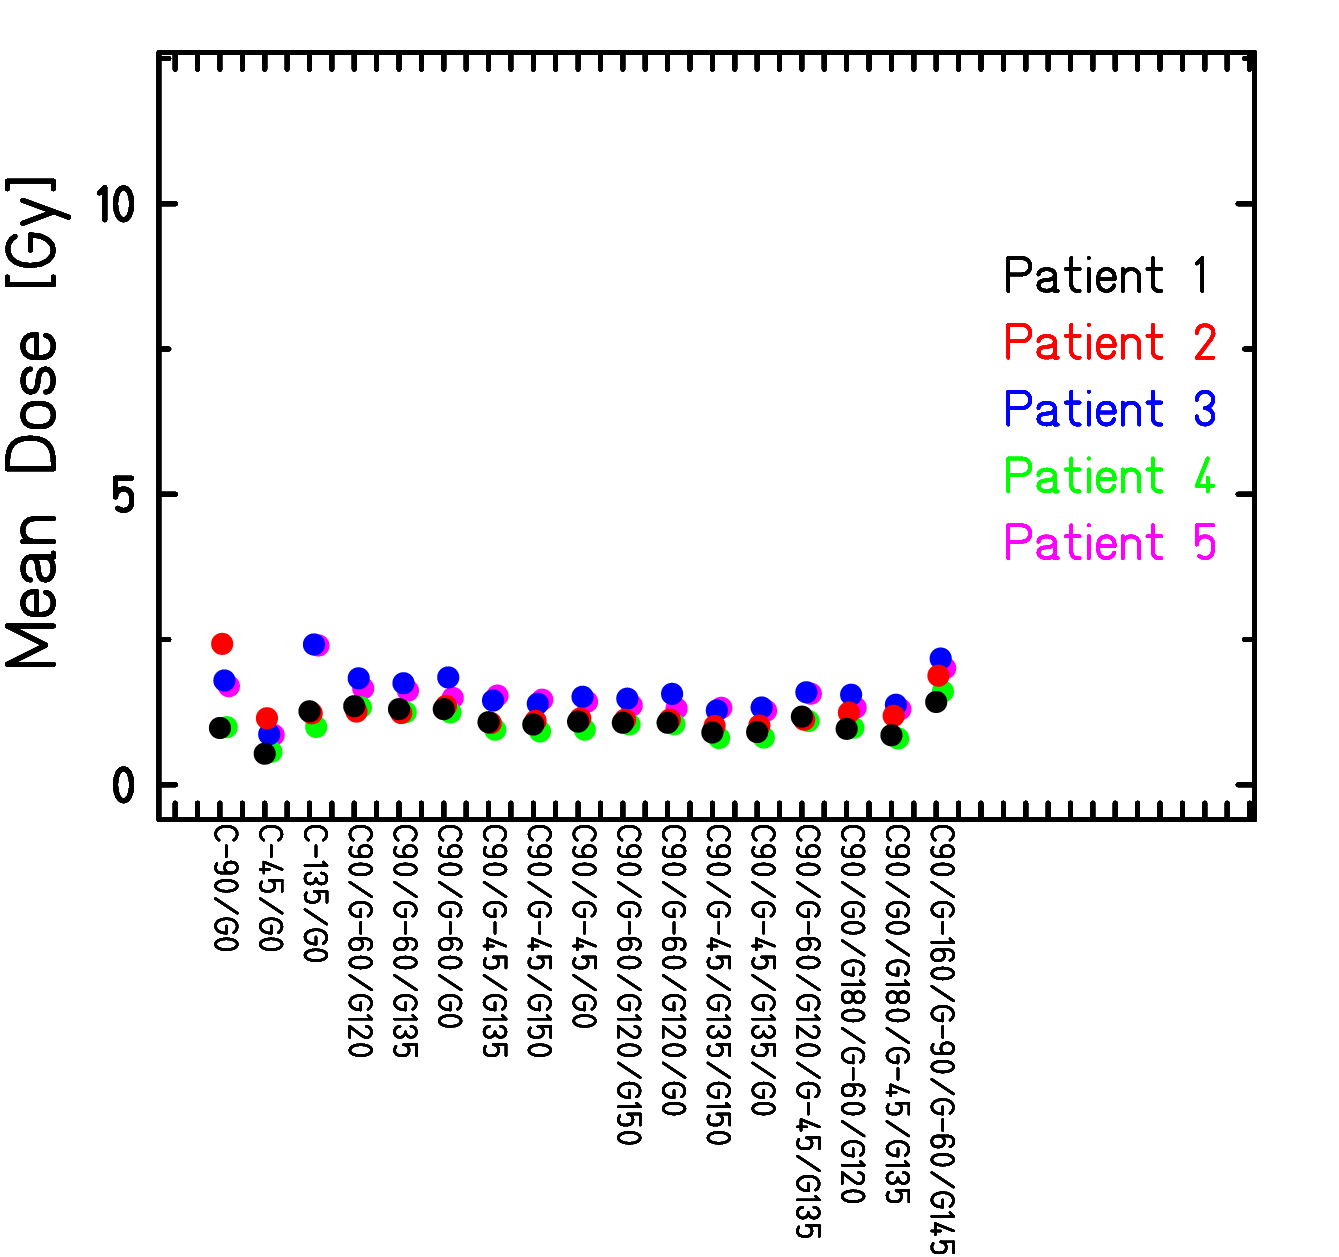 Mean Dose [Gy]
10
5
0
Patient 1
Patient 2
Patient 3
Patient 4
Patient 5
C-90/G0
C-45/G0
C-135/G0
C90/G-60/G120
C90/G-60/G135
C90/G-60/G0
C90/G-45/G135
C90/G-45/G150
C90/G-45/G0
C90/G-60/G120/G150
C90/G-60/G120/G0
C90/G-45/G135/G150
C90/G-45/G135/G0
C90/G-60/G120/G-45/G135
C90/G0/G180/G-60/G120
C90/G0/G180/G-45/G135
C90/G-160/G-90/G-60/G145